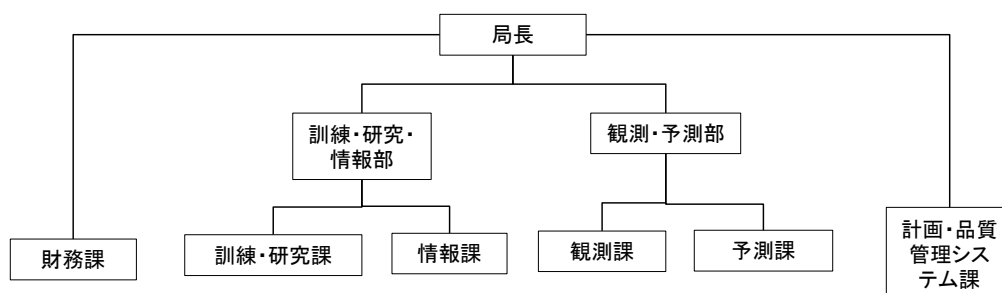 局長
訓練・研究・
情報部
観測・予測部
財務課
訓練・研究課
情報課
観測課
予測課
計画・品質
管理シス
テム課